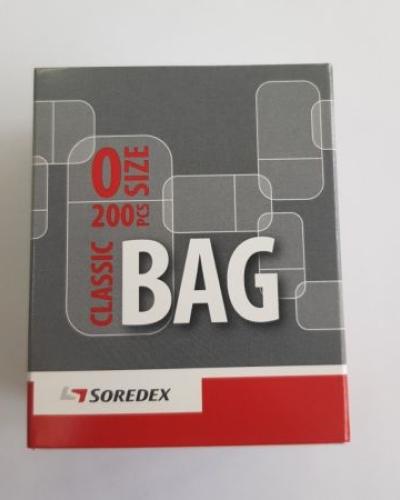 0 SIZE
200 PCS
CLASSIC
BAG
SOREDEX